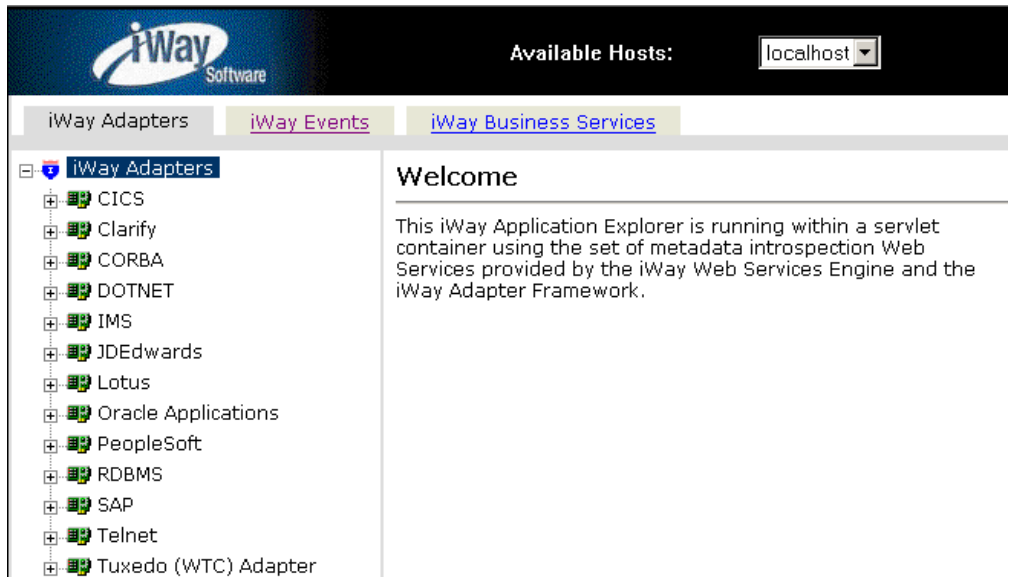 iWay
Software
Available Hosts:
localhost
iWay Adapters
iWay Events
iWay Business Services
iWay Adapters
CICS
Clarify
CORBA
DOTNET
IMS
JDEdwards
Lotus
Oracle Applications
PeopleSoft
RDBMS
SAP
Telnet
Tuxedo (WTC) Adapter
Welcome
This iWay Application Explorer is running within a servlet
container using the set of metadata introspection Web
Services provided by the iWay Web Services Engine and the
iWay Adapter Framework.